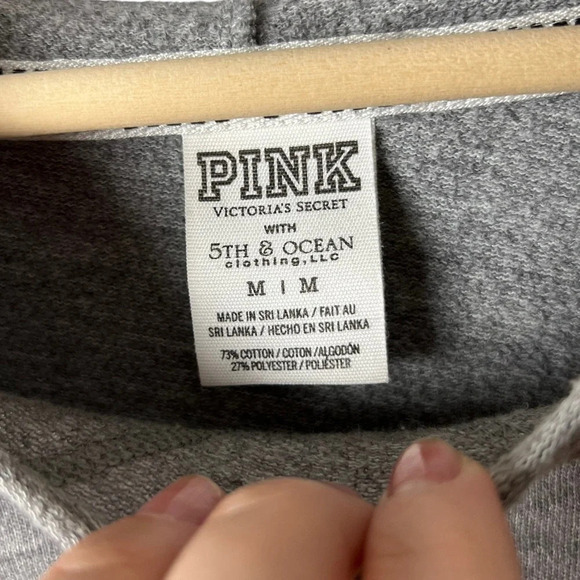 PINK
VICTORIA'S SECRET
WITH
5TH & OCEAN
clothing, LLC
M | M
MADE IN SRI LANKA / FAIT AU
SRI LANKA / HECHO EN SRI LANKA
73% COTTON / COTON / ALGODÓN
27% POLYESTER / POLIÉSTER